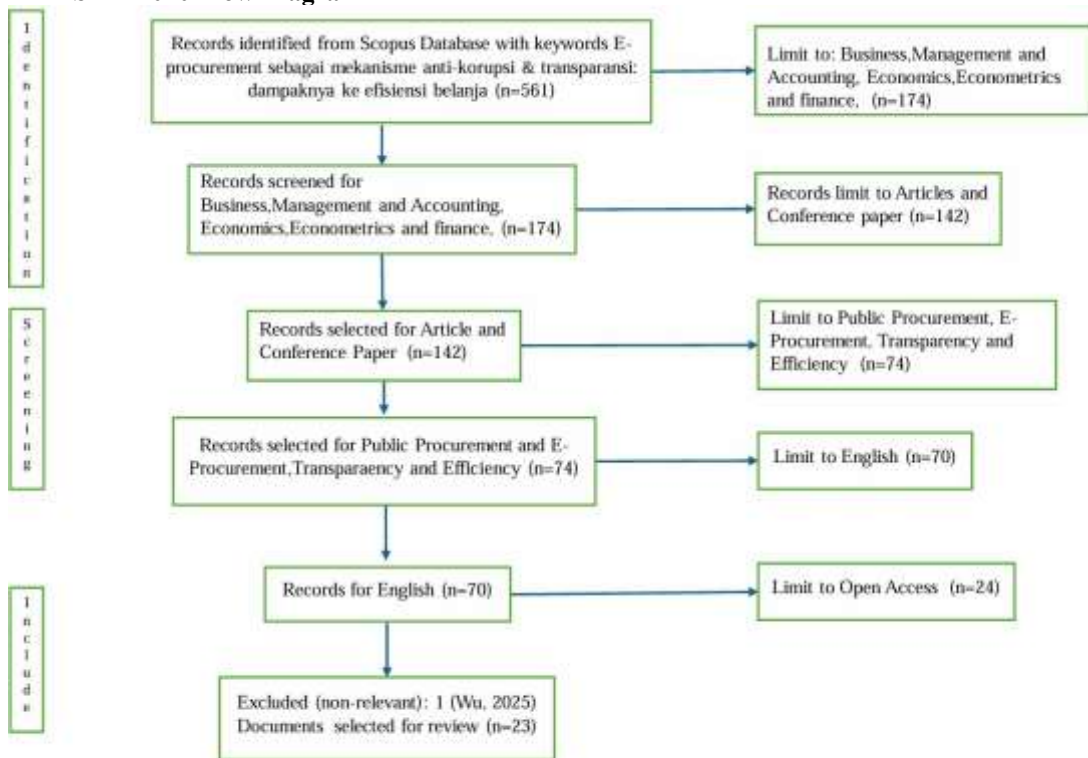 Identification
Records identified from Scopus Database with keywords E-
procurement sebagai mekanisme anti-korupsi & transparansi:
dampaknya ke efisiensi belanja (n=561)
Limit to: Business,Management and
Accounting, Economics,Econometrics
and finance, (n=174)
Records screened for
Business,Management and Accounting,
Economics,Econometrics and finance, (n=174)
Records limit to Articles and
Conference paper (n=142)
Screening
Records selected for Article and
Conference Paper (n=142)
Limit to Public Procurement, E-
Procurement, Transparency and
Efficiency (n=74)
Records selected for Public Procurement and E-
Procurement,Transparaency and Efficiency (n=74)
Limit to English (n=70)
Include
Records for English (n=70)
Limit to Open Access (n=24)
Excluded (non-relevant): 1 (Wu, 2025)
Documents selected for review (n=23)